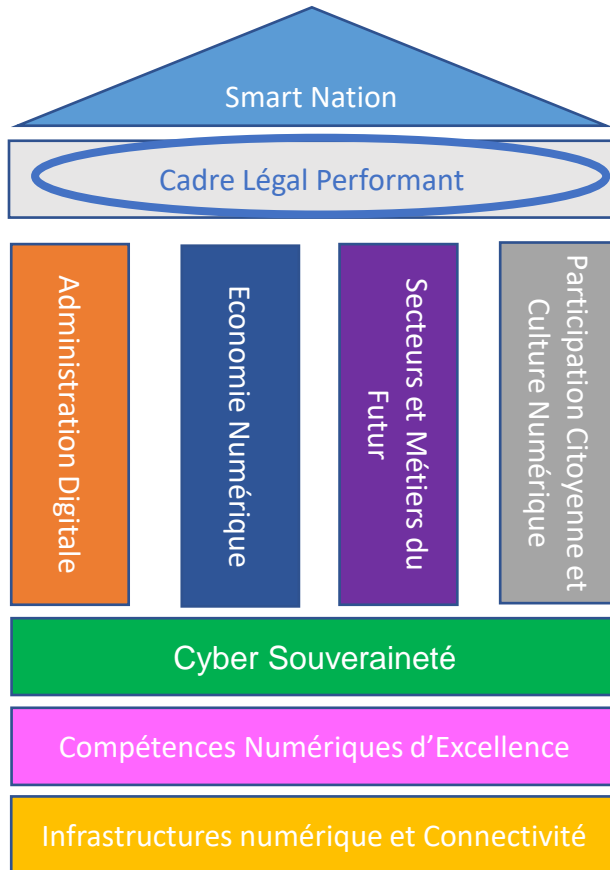 Smart Nation
Cadre Légal Performant
Administration Digitale
Economie Numérique
Secteurs et Métiers du
Futur
Participation Citoyenne et
Culture Numérique
Cyber Souveraineté
Compétences Numériques d’Excellence
Infrastructures numérique et Connectivité